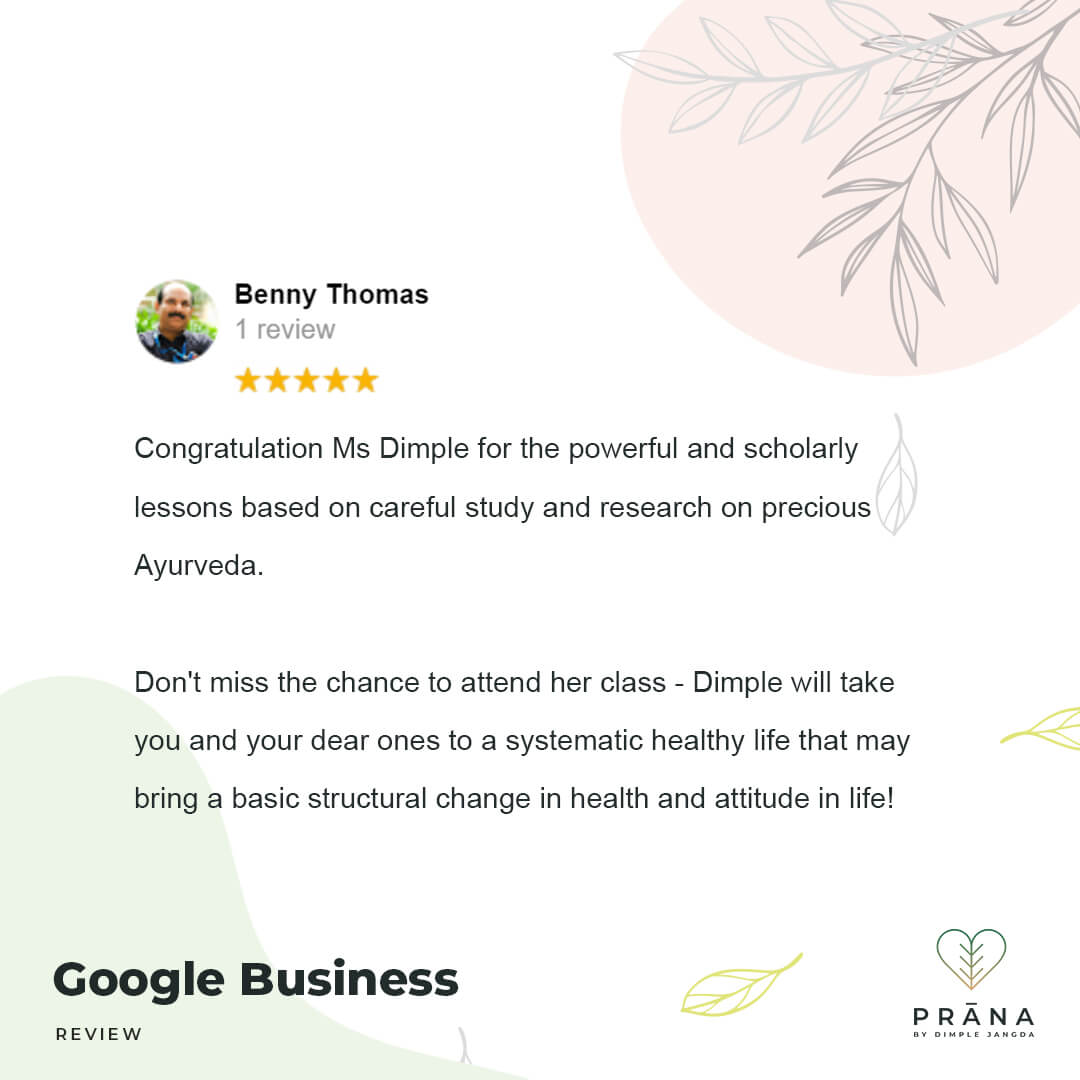 Benny Thomas
1 review
Congratulation Ms Dimple for the powerful and scholarly
lessons based on careful study and research on precious
Ayurveda.
Don't miss the chance to attend her class - Dimple will take
you and your dear ones to a systematic healthy life that may
bring a basic structural change in health and attitude in life!
Google Business
REVIEW
PRĀNA
BY DIMPLE JANGDA